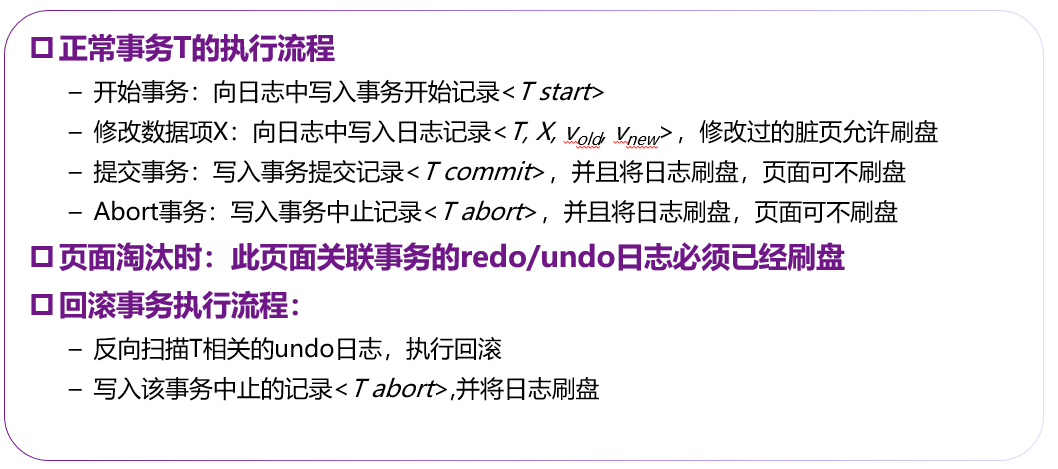 正常事务T的执行流程
– 开始事务：向日志中写入事务开始记录<T start>
– 修改数据项X：向日志中写入日志记录<T, X, vold, vnew>，修改过的脏页允许刷盘
– 提交事务：写入事务提交记录<T commit>，并且将日志刷盘，页面可不刷盘
– Abort事务：写入事务中止记录<T abort>，并且将日志刷盘，页面可不刷盘
页面淘汰时：此页面关联事务的redo/undo日志必须已经刷盘
回滚事务执行流程：
– 反向扫描T相关的undo日志，执行回滚
– 写入该事务中止的记录<T abort>,并将日志刷盘